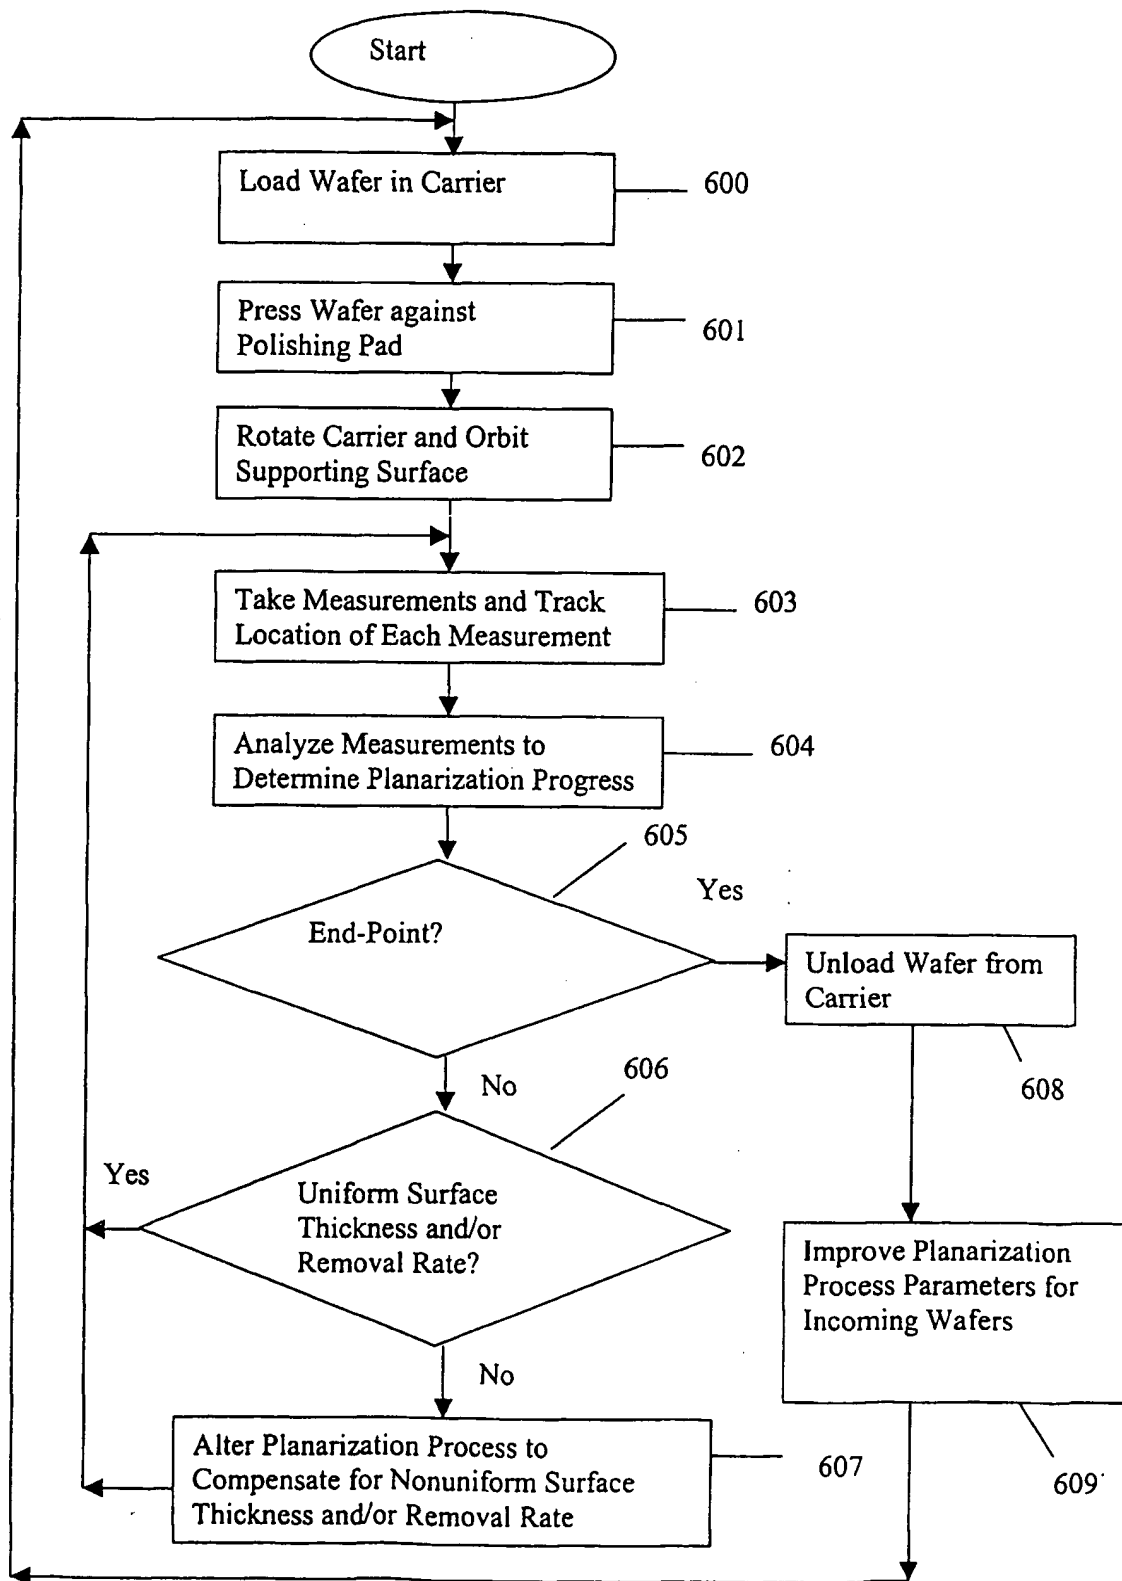 Start
Load Wafer in Carrier
600
Press Wafer against
Polishing Pad
601
Rotate Carrier and Orbit
Supporting Surface
602
Take Measurements and Track
Location of Each Measurement
603
Analyze Measurements to
Determine Planarization Progress
604
605
End-Point?
Yes
Unload Wafer from
Carrier
608
No
606
Uniform Surface
Thickness and/or
Removal Rate?
Yes
No
Improve Planarization
Process Parameters for
Incoming Wafers
609
Alter Planarization Process to
Compensate for Nonuniform Surface
Thickness and/or Removal Rate
607